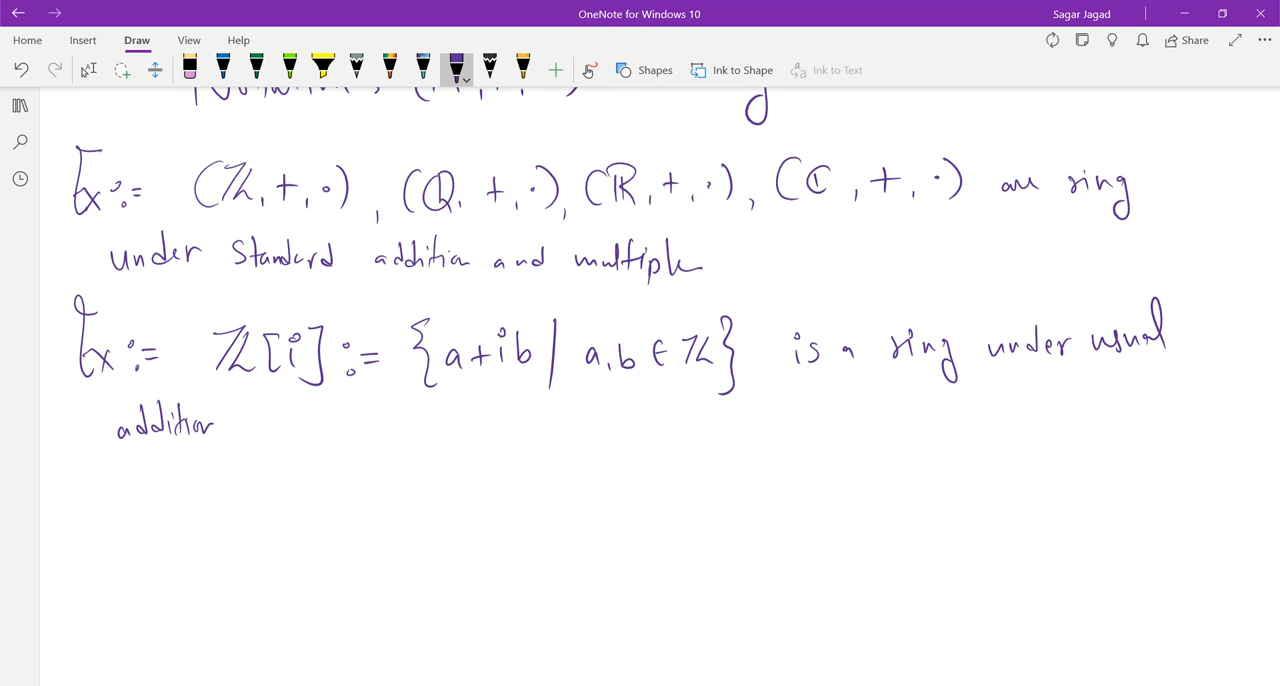 OneNote for Windows 10
Sagar Jagad
Home Insert Draw View Help
Share
Shapes Ink to Shape Ink to Text
Ex := (ℤ, +, ·), (ℚ, +, ·), (ℝ, +, ·), (ℂ, +, ·) are ring
under standard addition and multiple
Ex := ℤ[i] := {a+ib | a, b ∈ ℤ} is a ring under usual
addition